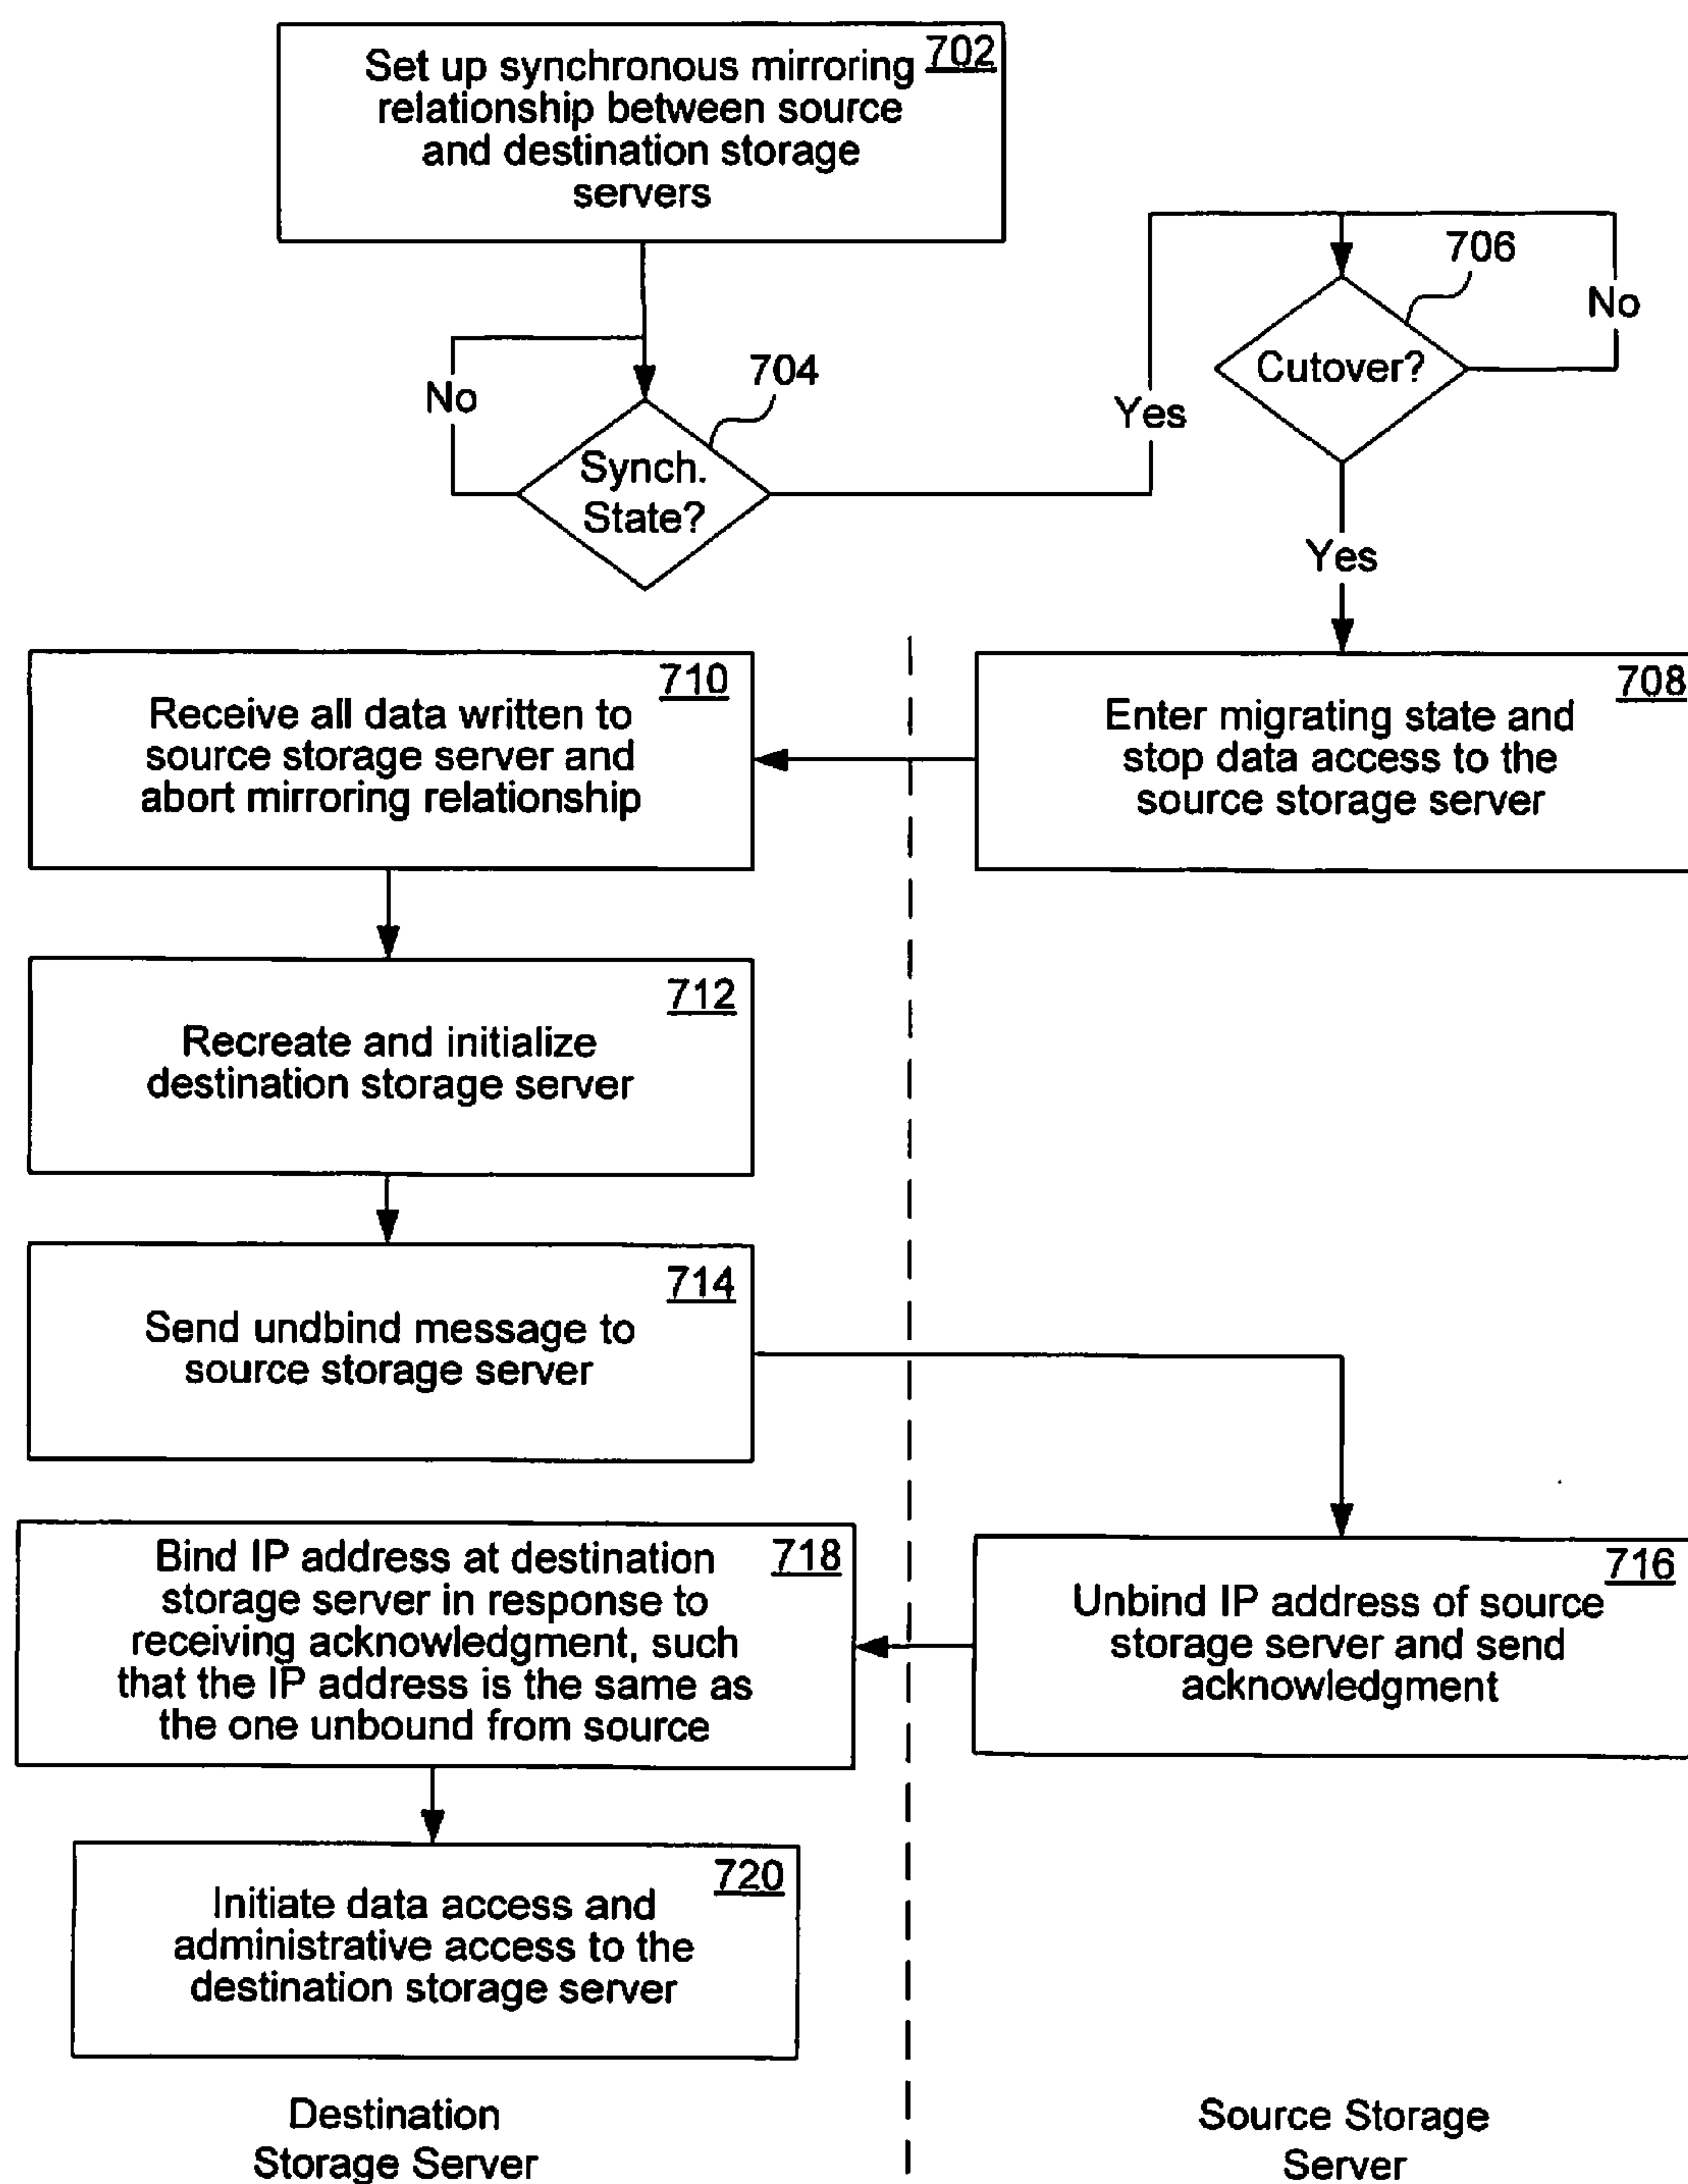 702
Set up synchronous mirroring
relationship between source
and destination storage
servers
706
No
Cutover?
Yes
704
No
Synch.
State?
Yes
710
Receive all data written to
source storage server and
abort mirroring relationship
708
Enter migrating state and
stop data access to the
source storage server
712
Recreate and initialize
destination storage server
714
Send undbind message to
source storage server
718
Bind IP address at destination
storage server in response to
receiving acknowledgment, such
that the IP address is the same as
the one unbound from source
716
Unbind IP address of source
storage server and send
acknowledgment
720
Initiate data access and
administrative access to the
destination storage server
Destination
Storage Server
Source Storage
Server